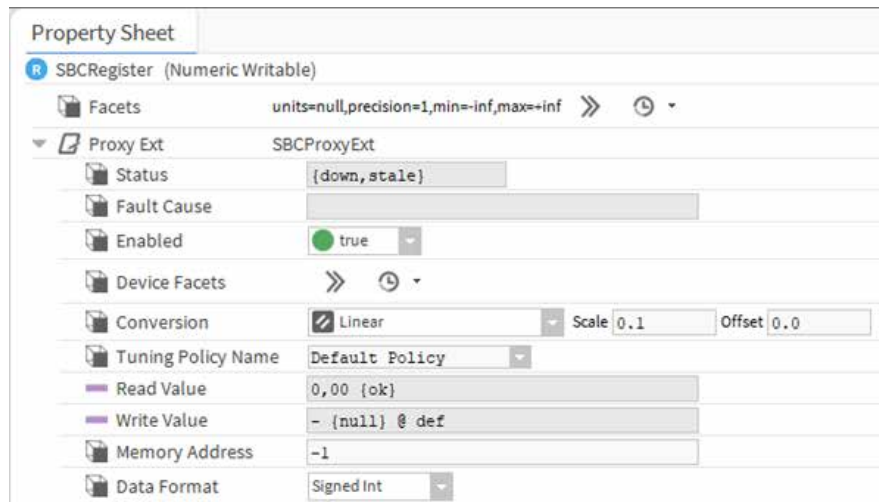 Property Sheet
SBCRegister (Numeric Writable)
Facets units=null,precision=1,min=-inf,max=+inf
Proxy Ext SBCProxyExt
Status {down,stale}
Fault Cause
Enabled true
Device Facets
Conversion Linear Scale 0.1 Offset 0.0
Tuning Policy Name Default Policy
Read Value 0,00 {ok}
Write Value - {null} @ def
Memory Address -1
Data Format Signed Int